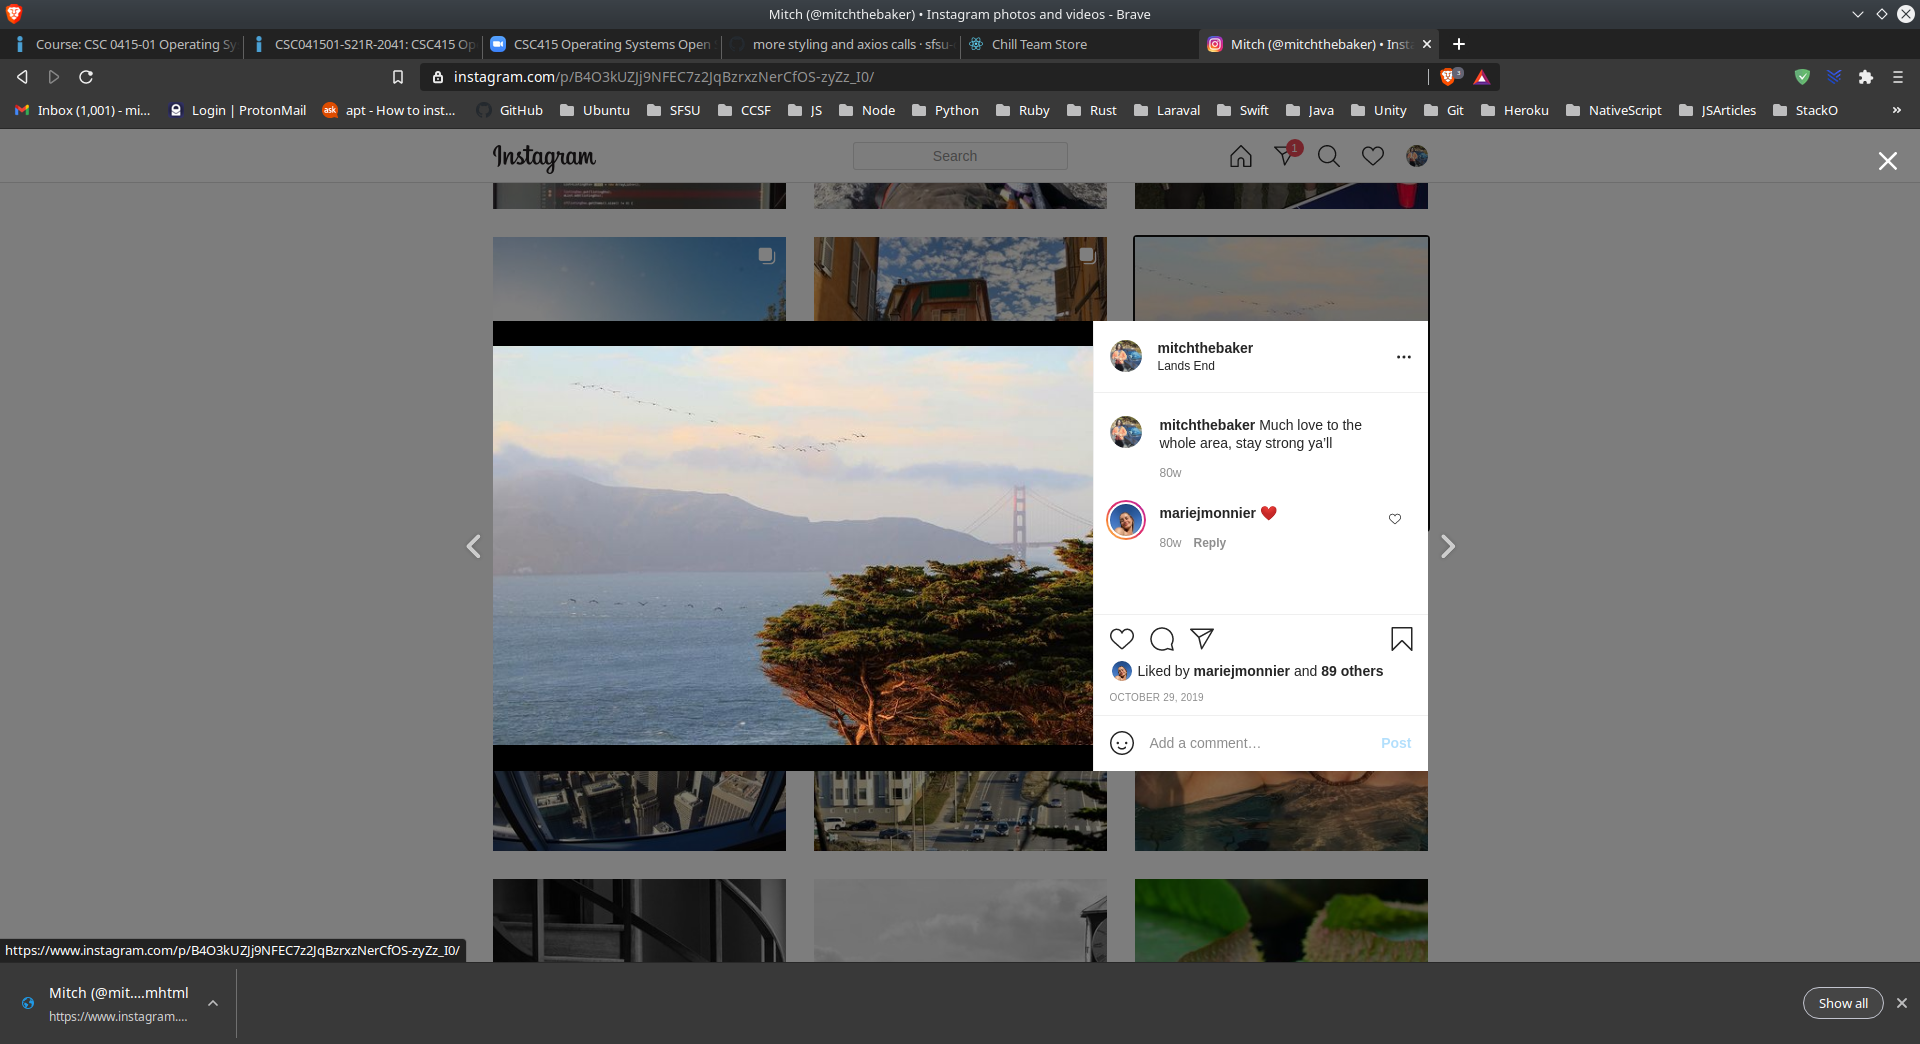 Mitch (@mitchthebaker) • Instagram photos and videos - Brave
Course: CSC 0415-01 Operating Sy
CSC041501-S21R-2041: CSC415 Op
CSC415 Operating Systems Open
more styling and axios calls · sfsu-
Chill Team Store
Mitch (@mitchthebaker) • Inst
instagram.com/p/B4O3kUZJj9NFEC7z2JqBzrxzNerCfOS-zyZz_I0/
3
Inbox (1,001) - mi...
Login | ProtonMail
ask
apt - How to inst...
GitHub
Ubuntu
SFSU
CCSF
JS
Node
Python
Ruby
Rust
Laraval
Swift
Java
Unity
Git
Heroku
NativeScript
JSArticles
StackO
»
Instagram
Search
1
mitchthebaker
Lands End
mitchthebaker Much love to the
whole area, stay strong ya'll
80w
mariejmonnier ❤️
80w Reply
Liked by mariejmonnier and 89 others
OCTOBER 29, 2019
Add a comment…
Post
https://www.instagram.com/p/B4O3kUZJj9NFEC7z2JqBzrxzNerCfOS-zyZz_I0/
Mitch (@mit....mhtml
https://www.instagram....
Show all